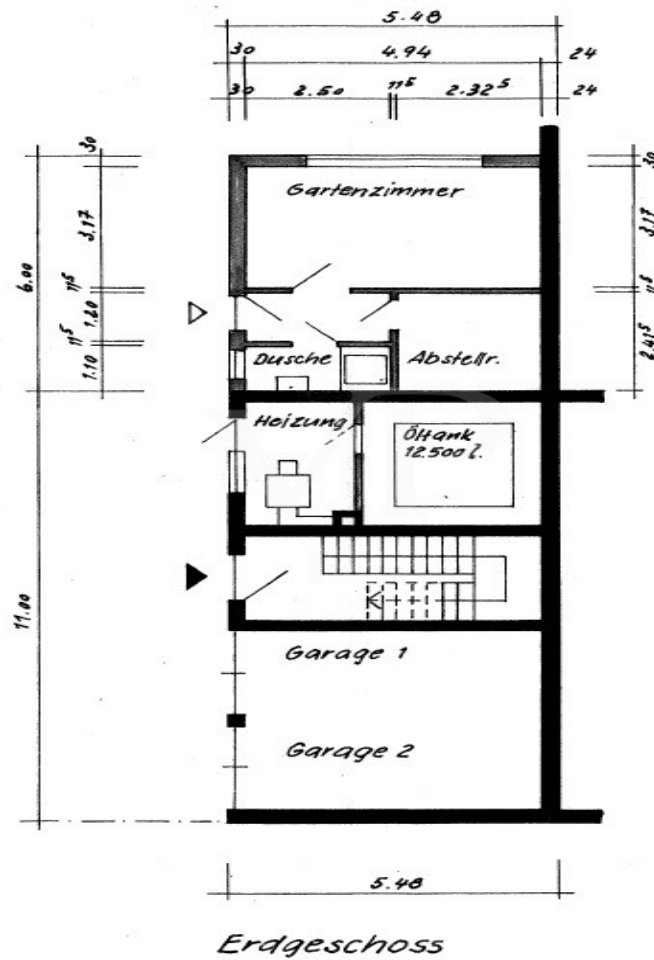 5.48
30 4.94 24
30 2.50 11⁵ 2.32⁵ 24
30
3,17
11⁵
1.20
11⁵
1.10
6.00
11.00
30
3,17
11⁵
2.41⁵
Gartenzimmer
Dusche
Abstellr.
Heizung
Öltank
12.500 l.
Garage 1
Garage 2
5.48
Erdgeschoss